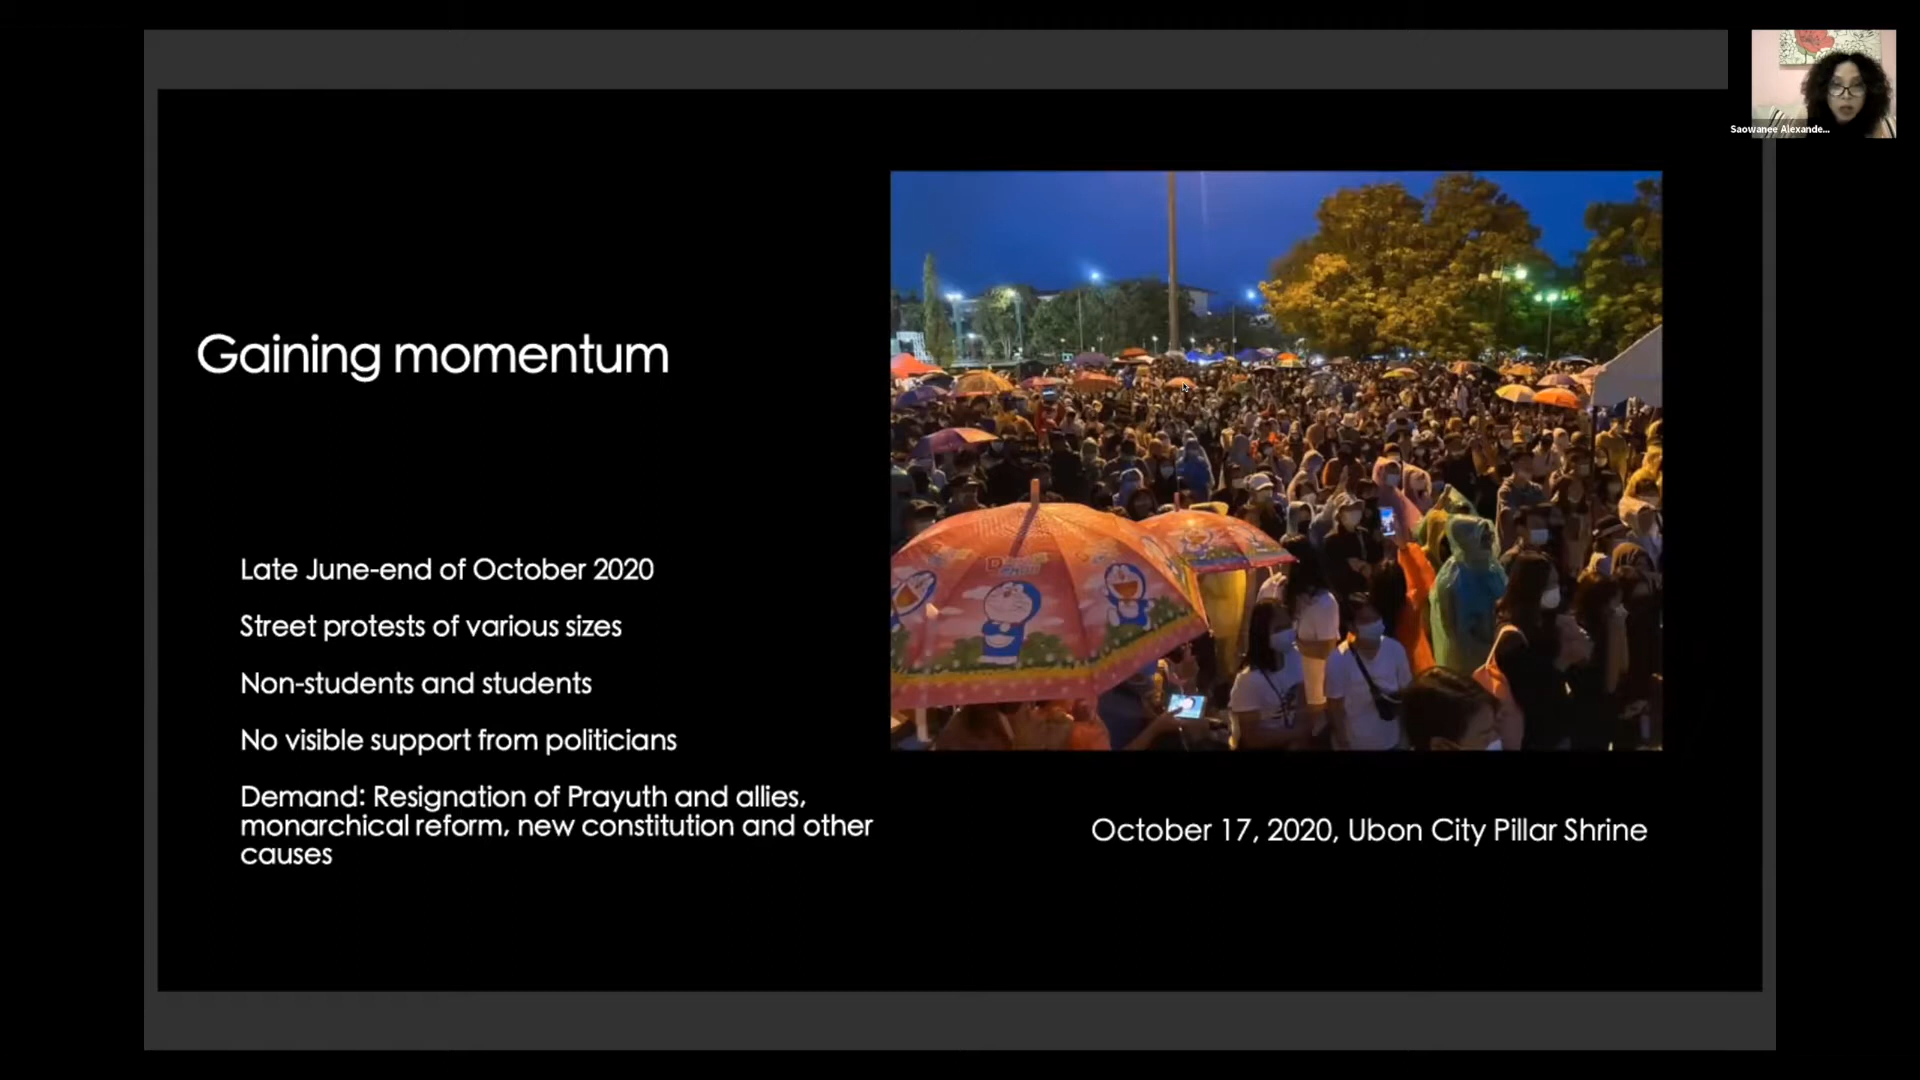 Saowanee Alexande...
Gaining momentum
Late June-end of October 2020
Street protests of various sizes
Non-students and students
No visible support from politicians
Demand: Resignation of Prayuth and allies,
monarchical reform, new constitution and other
causes
October 17, 2020, Ubon City Pillar Shrine